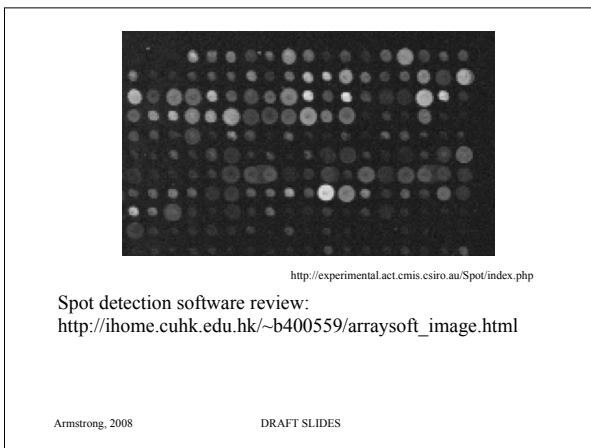 http://experimental.act.cmis.csiro.au/Spot/index.php
Spot detection software review:
http://ihome.cuhk.edu.hk/~b400559/arraysoft_image.html
Armstrong, 2008 DRAFT SLIDES